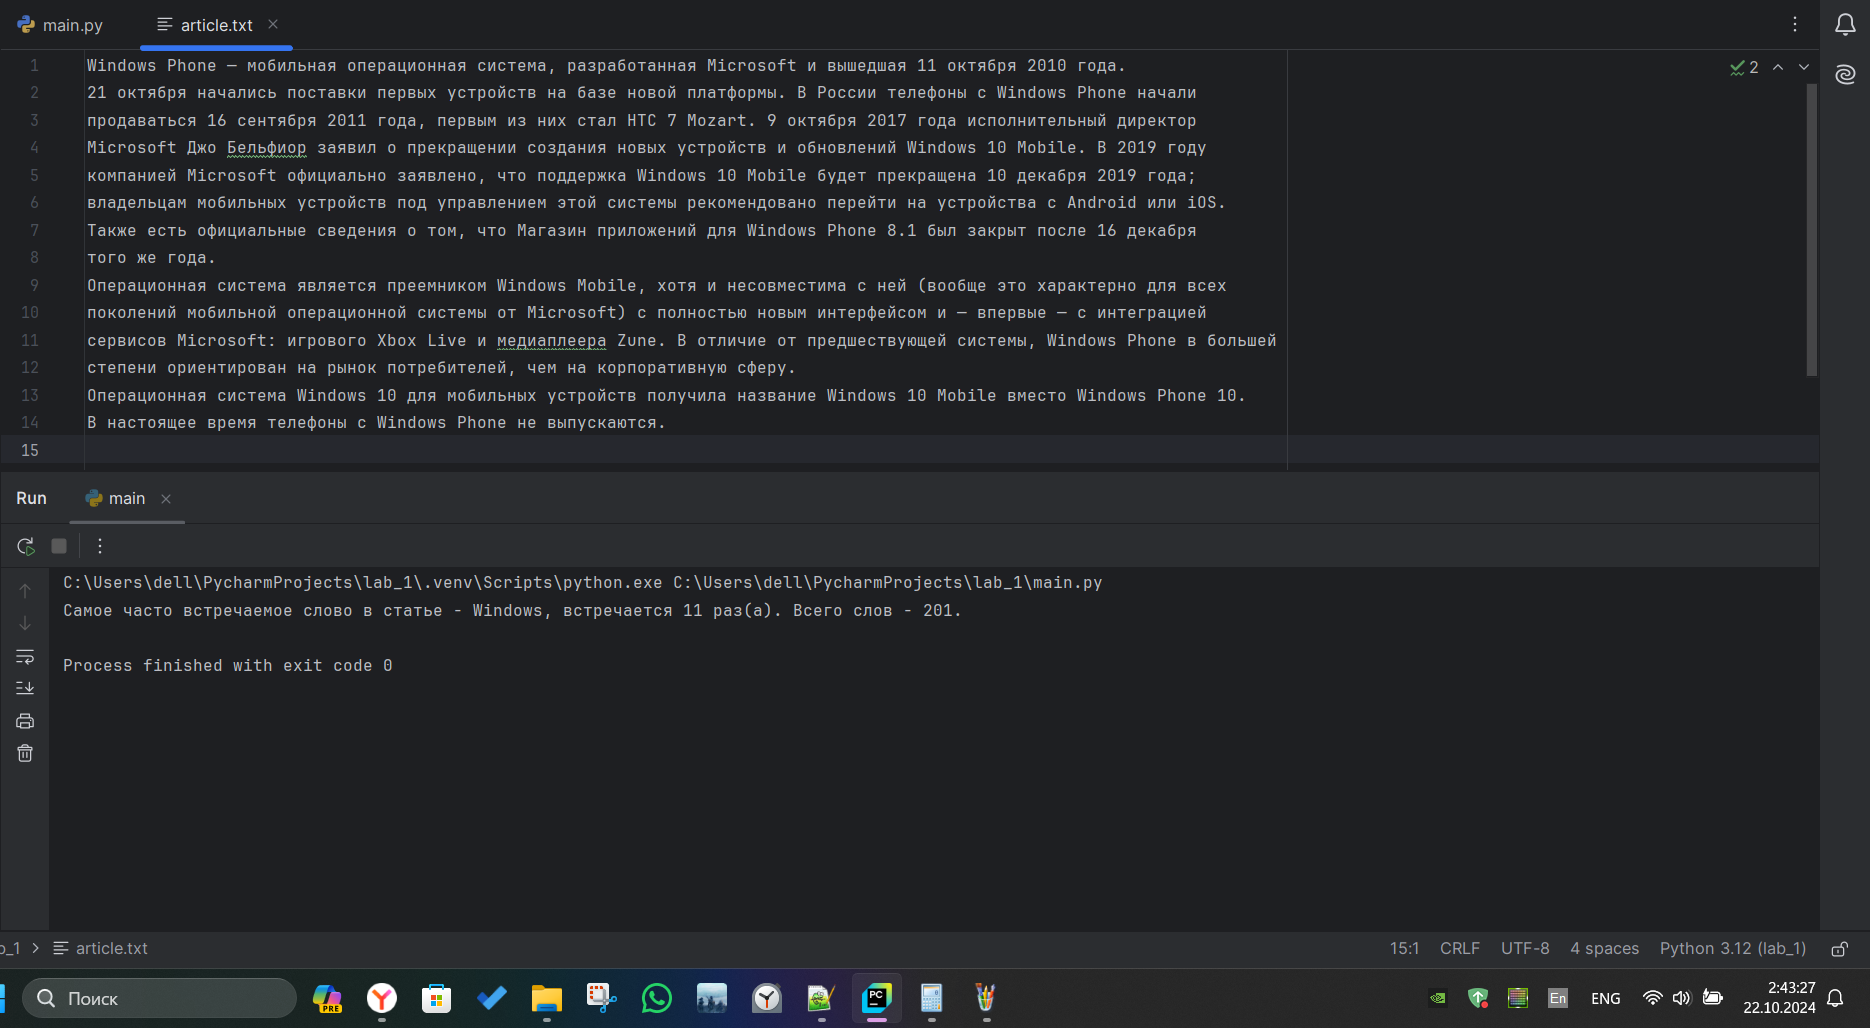 main.py
article.txt
1 Windows Phone — мобильная операционная система, разработанная Microsoft и вышедшая 11 октября 2010 года.
2
2 21 октября начались поставки первых устройств на базе новой платформы. В России телефоны с Windows Phone начали
3 продаваться 16 сентября 2011 года, первым из них стал HTC 7 Mozart. 9 октября 2017 года исполнительный директор
4 Microsoft Джо Бельфиор заявил о прекращении создания новых устройств и обновлений Windows 10 Mobile. В 2019 году
5 компанией Microsoft официально заявлено, что поддержка Windows 10 Mobile будет прекращена 10 декабря 2019 года;
6 владельцам мобильных устройств под управлением этой системы рекомендовано перейти на устройства с Android или iOS.
7 Также есть официальные сведения о том, что Магазин приложений для Windows Phone 8.1 был закрыт после 16 декабря
8 того же года.
9 Операционная система является преемником Windows Mobile, хотя и несовместима с ней (вообще это характерно для всех
10 поколений мобильной операционной системы от Microsoft) с полностью новым интерфейсом и — впервые — с интеграцией
11 сервисов Microsoft: игрового Xbox Live и медиаплеера Zune. В отличие от предшествующей системы, Windows Phone в большей
12 степени ориентирован на рынок потребителей, чем на корпоративную сферу.
13 Операционная система Windows 10 для мобильных устройств получила название Windows 10 Mobile вместо Windows Phone 10.
14 В настоящее время телефоны с Windows Phone не выпускаются.
15
Run main
C:\Users\dell\PycharmProjects\lab_1\.venv\Scripts\python.exe C:\Users\dell\PycharmProjects\lab_1\main.py
Самое часто встречаемое слово в статье - Windows, встречается 11 раз(а). Всего слов - 201.
Process finished with exit code 0
b_1 > article.txt
15:1 CRLF UTF-8 4 spaces Python 3.12 (lab_1)
Поиск
PRE
PC
En
ENG
2:43:27
22.10.2024